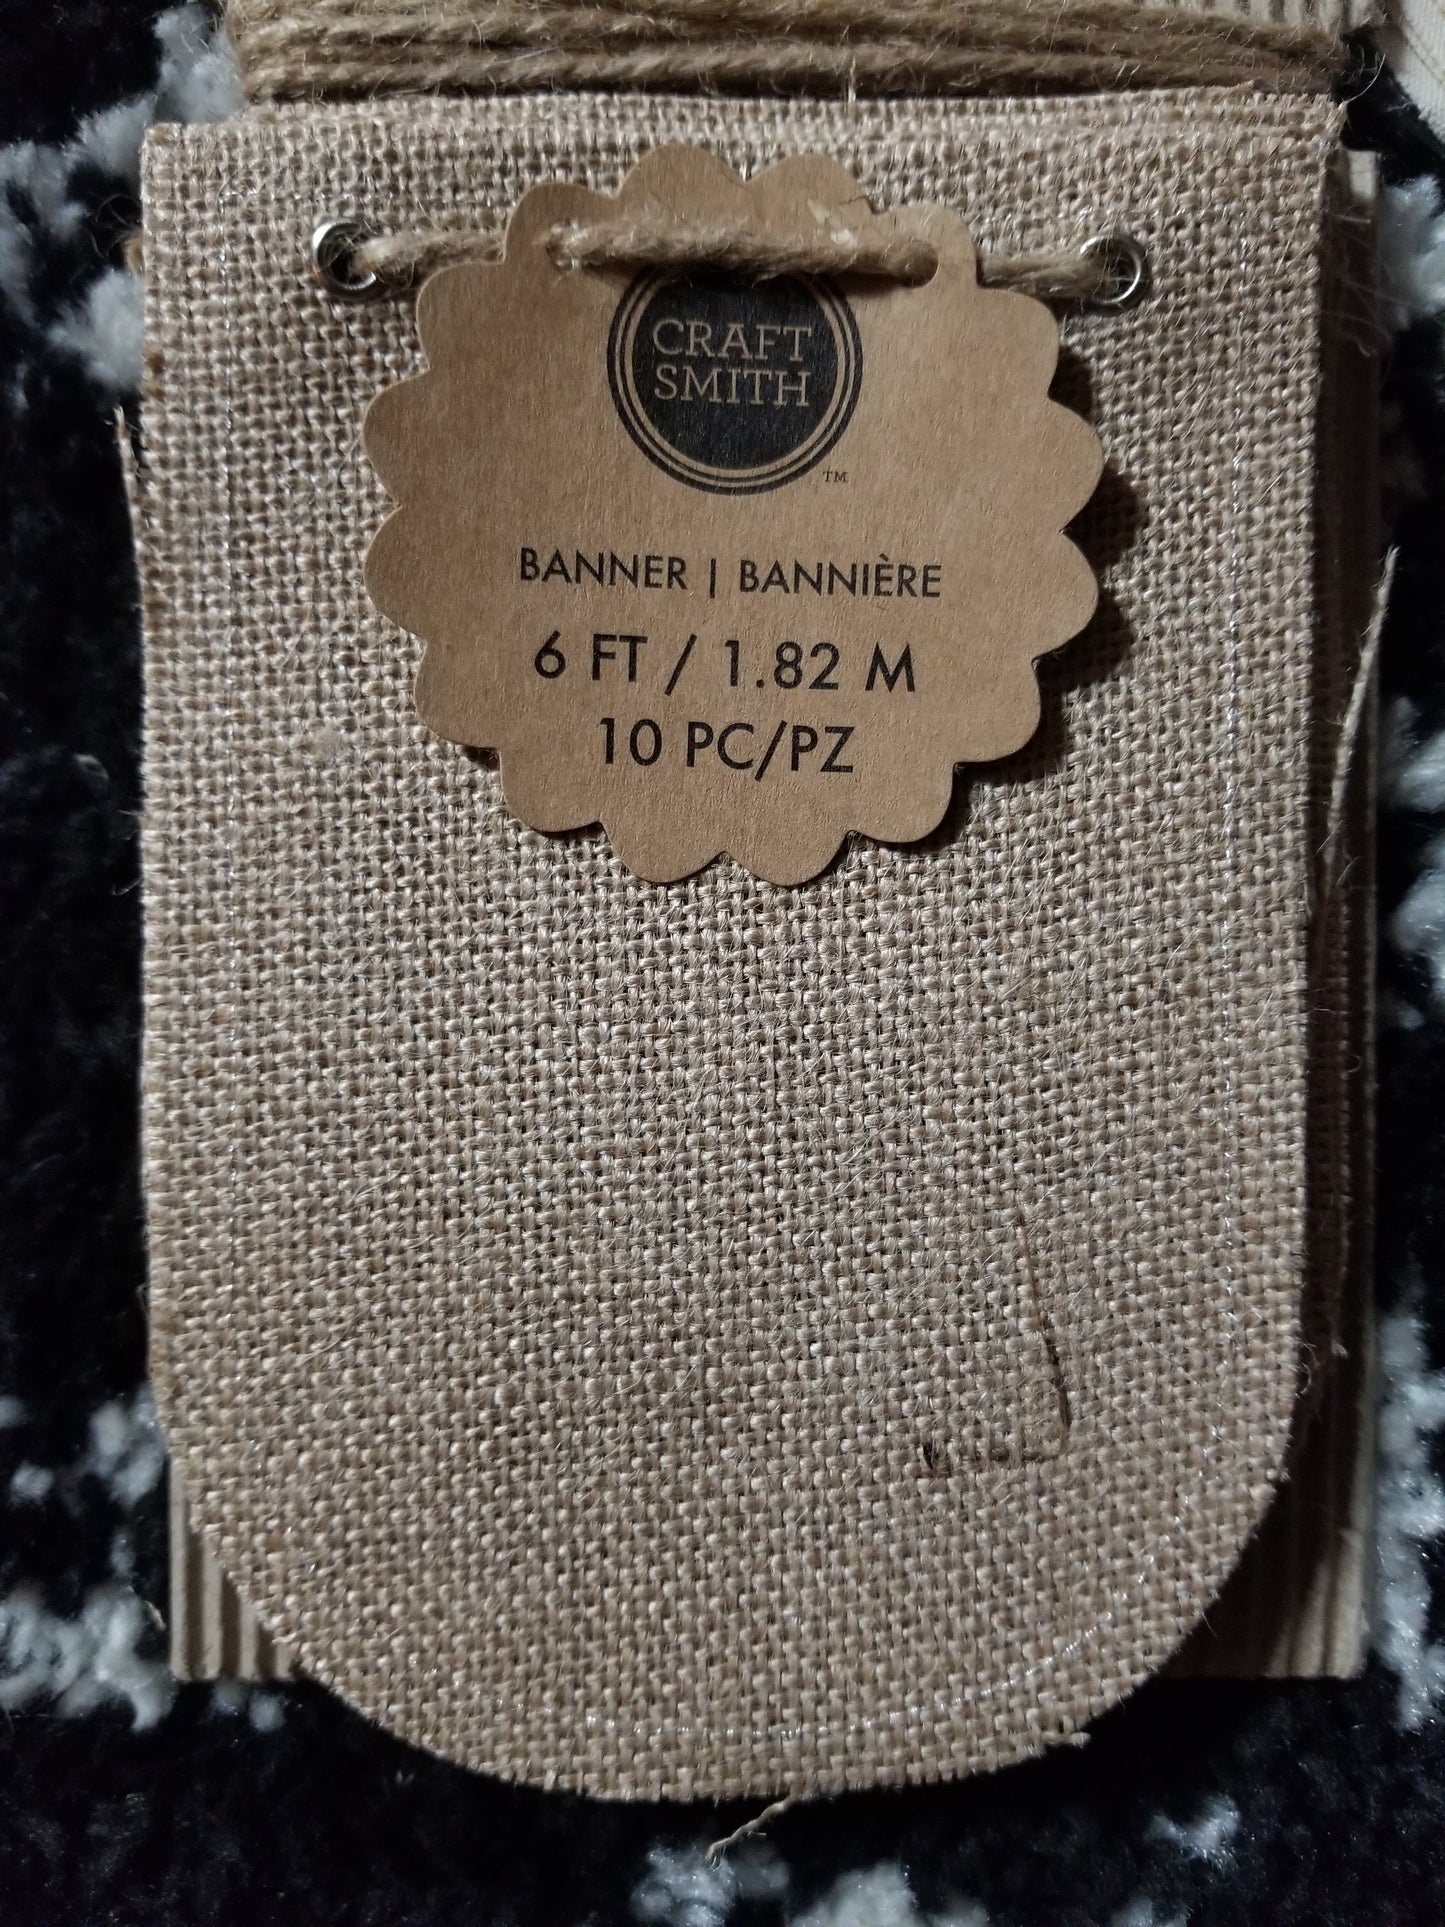 CRAFT
SMITH
TM
BANNER | BANNIÈRE
6 FT / 1.82 M
10 PC/PZ